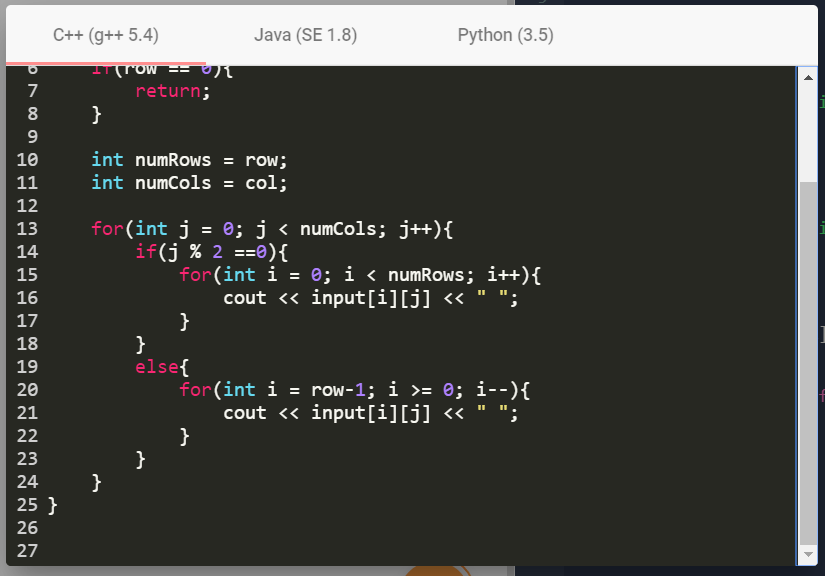 C++ (g++ 5.4) Java (SE 1.8) Python (3.5)
6     if(row == 0){
7         return;
8     }
9
10     int numRows = row;
11     int numCols = col;
12
13     for(int j = 0; j < numCols; j++){
14         if(j % 2 ==0){
15             for(int i = 0; i < numRows; i++){
16                 cout << input[i][j] << " ";
17             }
18         }
19         else{
20             for(int i = row-1; i >= 0; i--){
21                 cout << input[i][j] << " ";
22             }
23         }
24     }
25 }
26
27